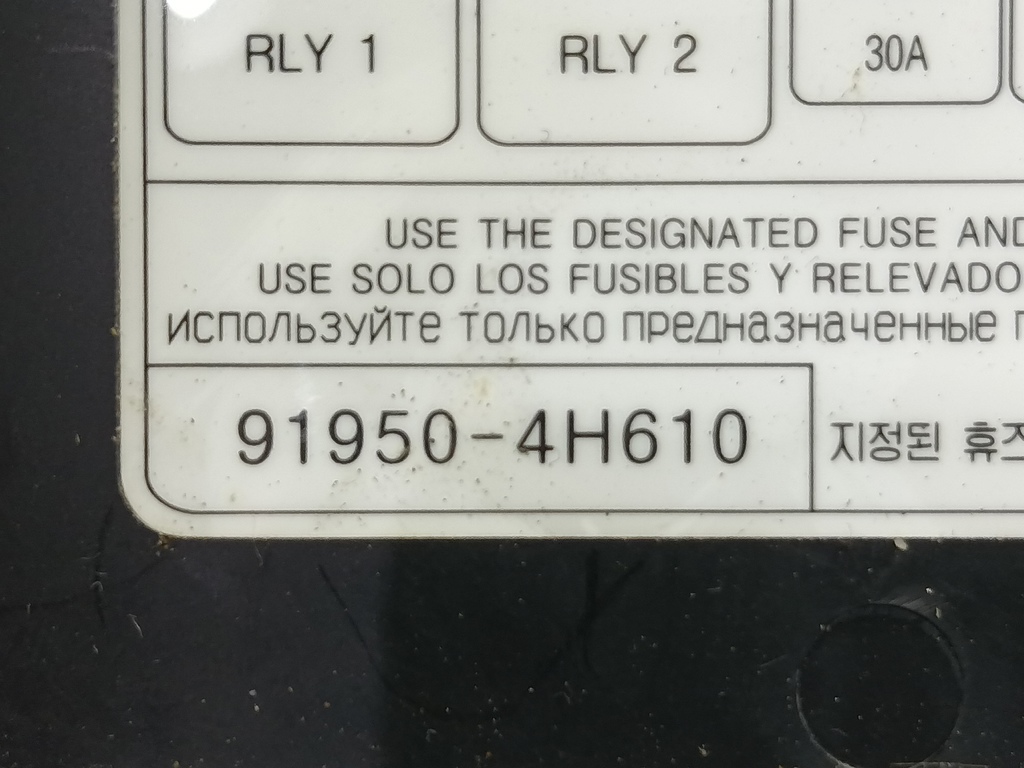 RLY 1 RLY 2 30A
USE THE DESIGNATED FUSE AND
USE SOLO LOS FUSIBLES Y RELEVADO
используйте только предназначенные
91950-4H610 지정된